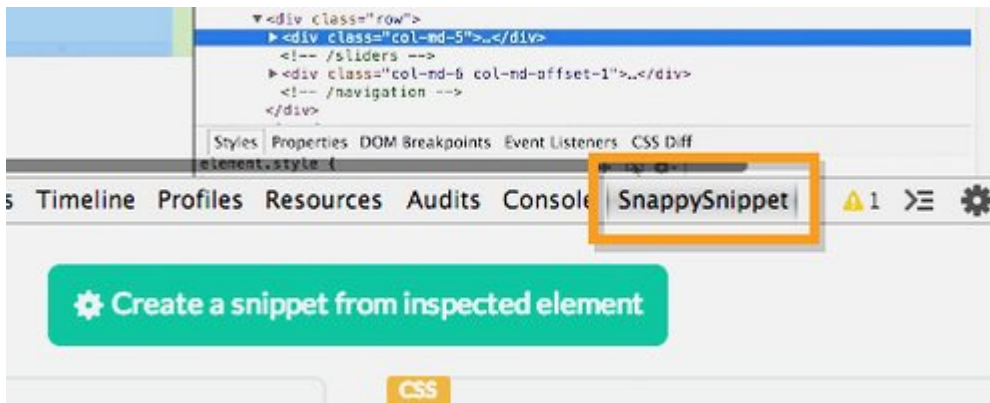 ▼<div class="row">
▶<div class="col-md-5">…</div>
<!-- /sliders -->
▶<div class="col-md-6 col-md-offset-1">…</div>
<!-- /navigation -->
</div>
Styles Properties DOM Breakpoints Event Listeners CSS Diff
element.style {
s Timeline Profiles Resources Audits Console SnappySnippet 1
Create a snippet from inspected element
CSS